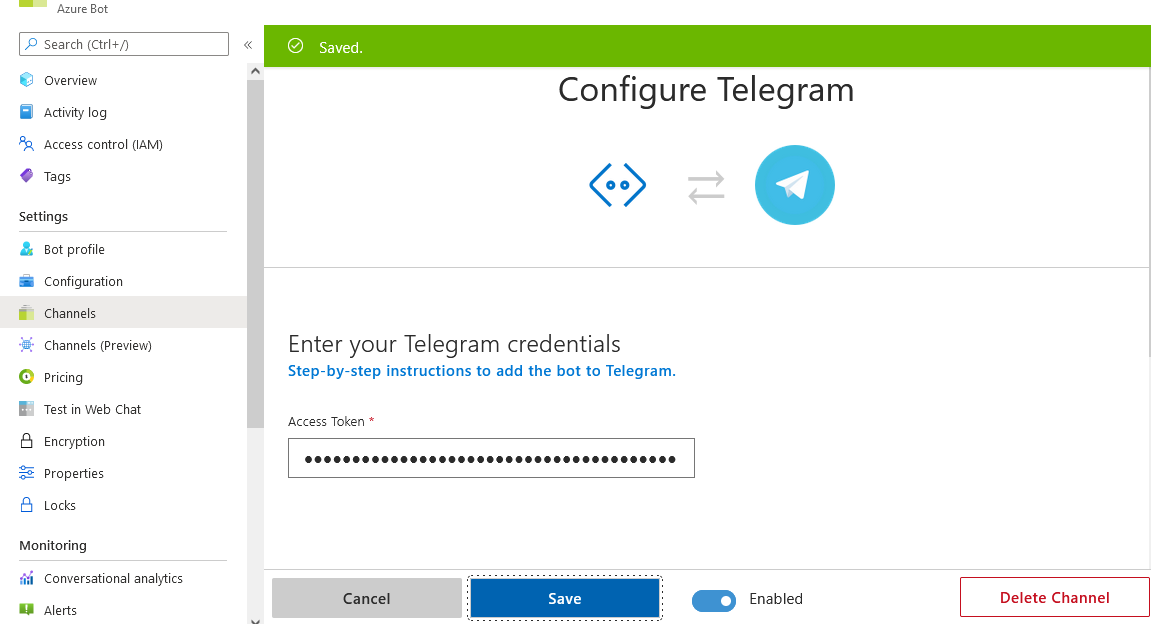 Azure Bot
Search (Ctrl+/)
«
Overview
Activity log
Access control (IAM)
Tags
Settings
Bot profile
Configuration
Channels
Channels (Preview)
Pricing
Test in Web Chat
Encryption
Properties
Locks
Monitoring
Conversational analytics
Alerts
Saved.
Configure Telegram
Enter your Telegram credentials
Step-by-step instructions to add the bot to Telegram.
Access Token *
Cancel
Save
Enabled
Delete Channel